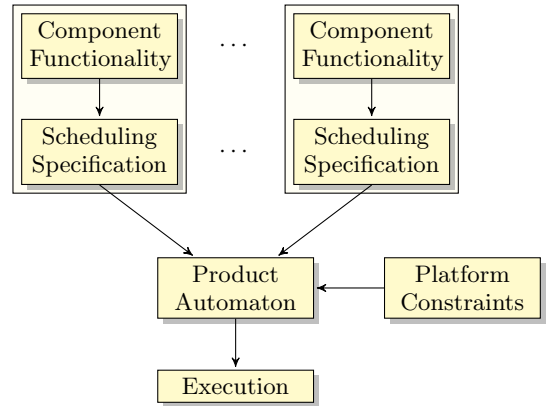 Component
Functionality
. . .
Component
Functionality
Scheduling
Specification
. . .
Scheduling
Specification
Product
Automaton
Platform
Constraints
Execution